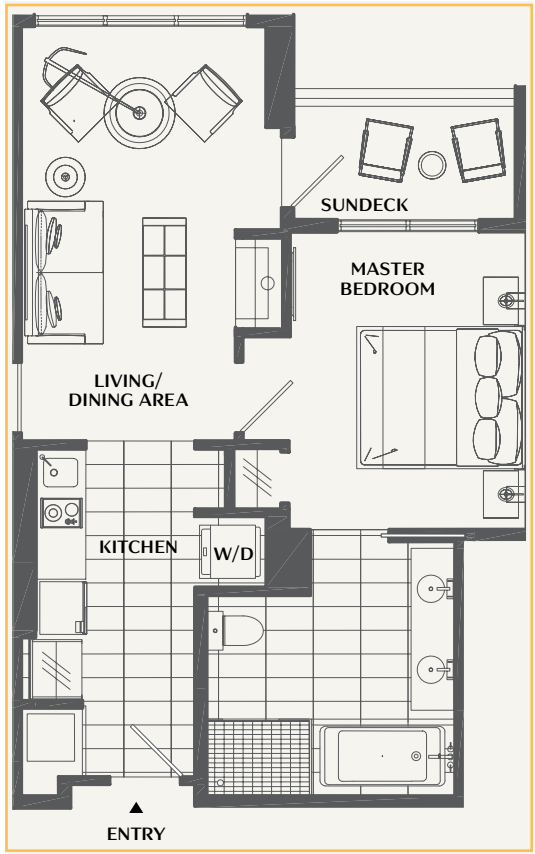 SUNDECK
MASTER
BEDROOM
LIVING/
DINING AREA
KITCHEN
W/D
ENTRY